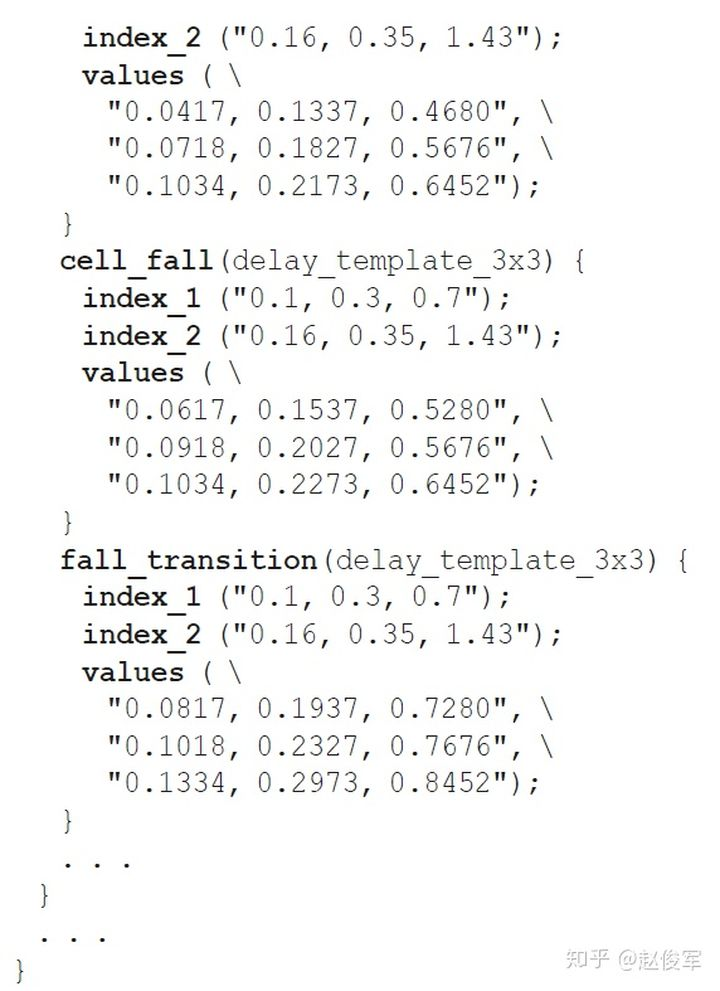 index_2 ("0.16, 0.35, 1.43");
values ( \
"0.0417, 0.1337, 0.4680", \
"0.0718, 0.1827, 0.5676", \
"0.1034, 0.2173, 0.6452");
}
cell_fall(delay_template_3x3) {
index_1 ("0.1, 0.3, 0.7");
index_2 ("0.16, 0.35, 1.43");
values ( \
"0.0617, 0.1537, 0.5280", \
"0.0918, 0.2027, 0.5676", \
"0.1034, 0.2273, 0.6452");
}
fall_transition(delay_template_3x3) {
index_1 ("0.1, 0.3, 0.7");
index_2 ("0.16, 0.35, 1.43");
values ( \
"0.0817, 0.1937, 0.7280", \
"0.1018, 0.2327, 0.7676", \
"0.1334, 0.2973, 0.8452");
}
. . .
}
. . .
}
知乎 @赵俊军